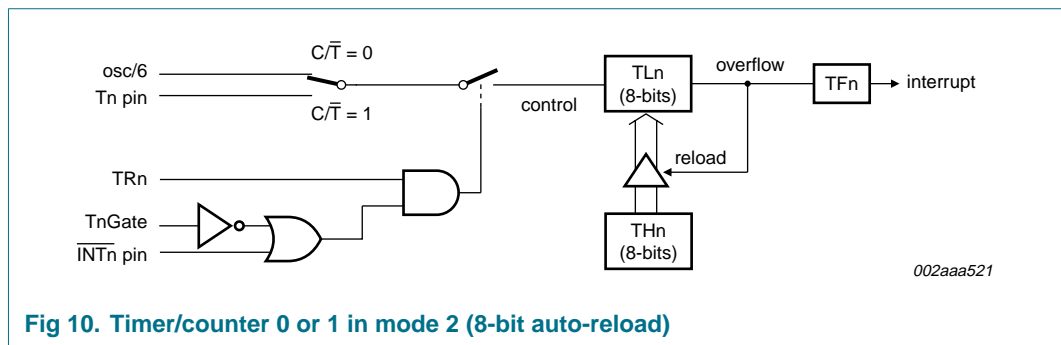 C/T̅ = 0
osc/6
Tn pin
C/T̅ = 1
control
TLn
(8-bits)
overflow
TFn
interrupt
reload
TRn
TnGate
I̅N̅T̅n̅ pin
THn
(8-bits)
002aaa521
Fig 10. Timer/counter 0 or 1 in mode 2 (8-bit auto-reload)